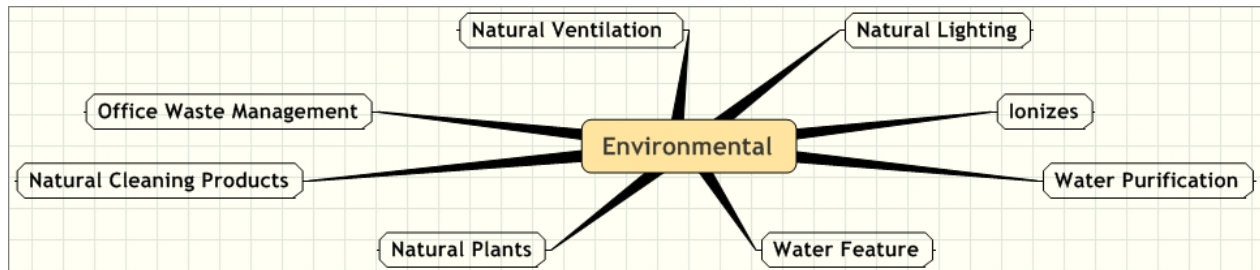 Natural Ventilation
Natural Lighting
Office Waste Management
Ionizes
Environmental
Natural Cleaning Products
Water Purification
Natural Plants
Water Feature